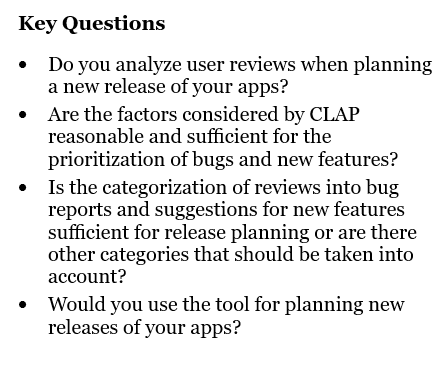 Key Questions
• Do you analyze user reviews when planning
a new release of your apps?
• Are the factors considered by CLAP
reasonable and sufficient for the
prioritization of bugs and new features?
• Is the categorization of reviews into bug
reports and suggestions for new features
sufficient for release planning or are there
other categories that should be taken into
account?
• Would you use the tool for planning new
releases of your apps?